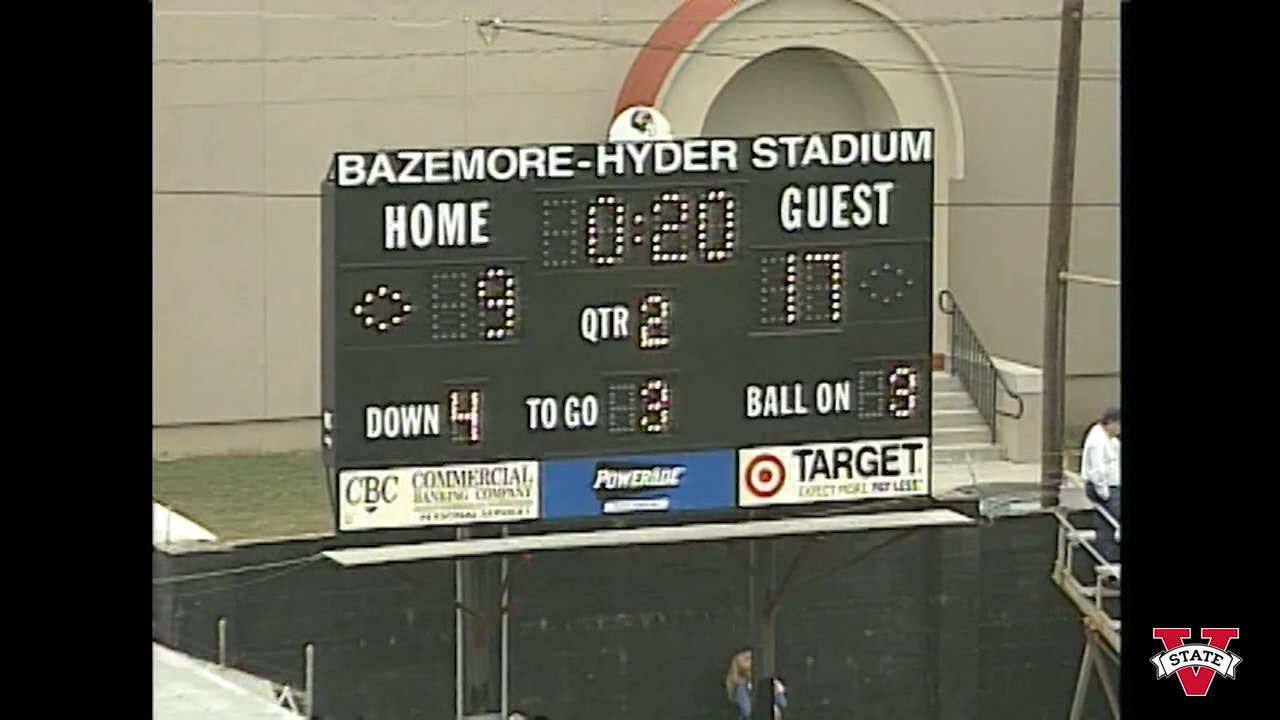 BAZEMORE-HYDER STADIUM
HOME 0:20 GUEST
9 QTR 2 17
DOWN 4 TO GO 3 BALL ON 3
CBC COMMERCIAL BANKING COMPANY
POWERADE
TARGET
EXPECT MORE. PAY LESS.
V STATE